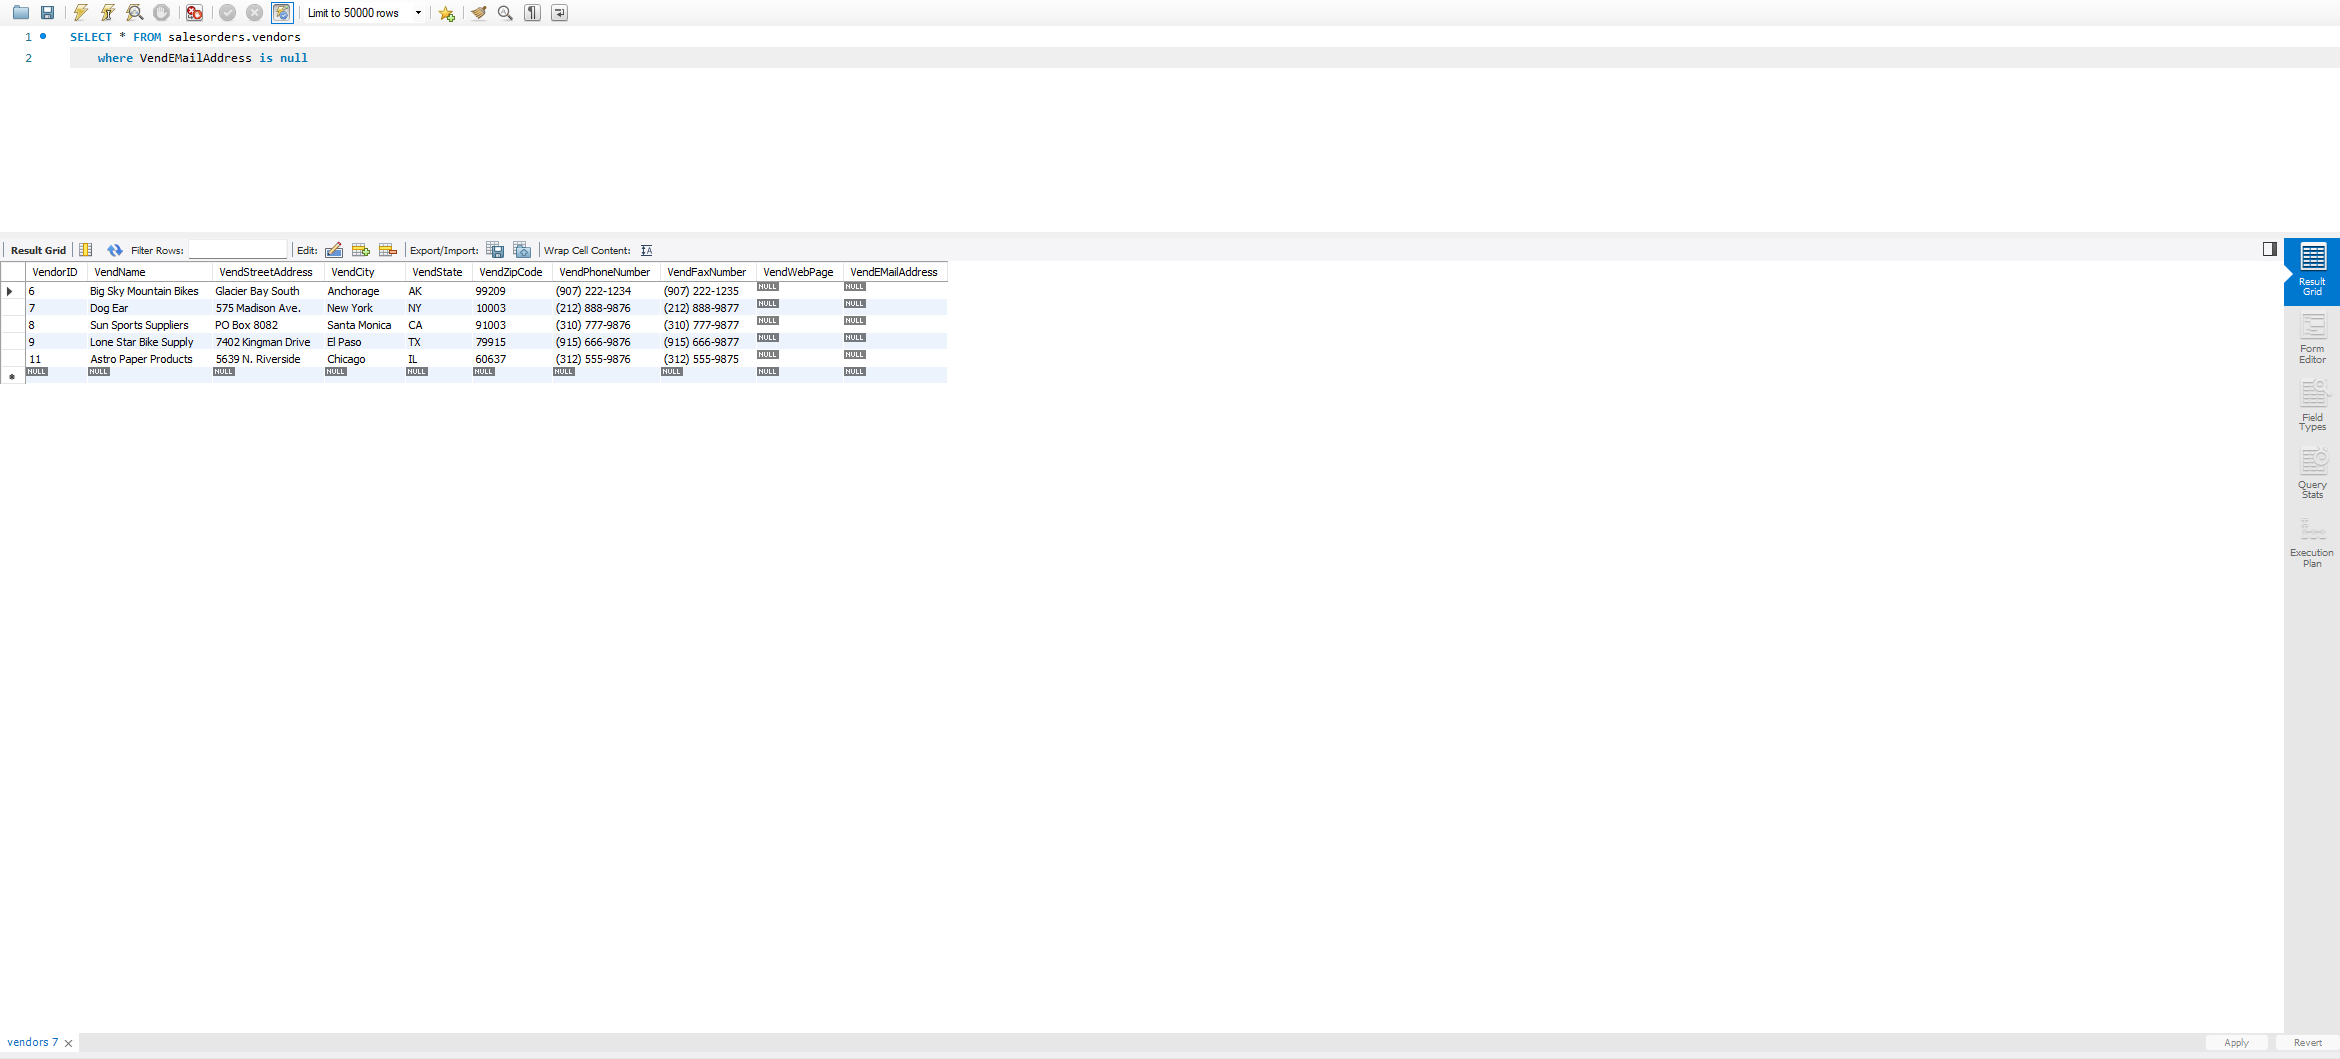 Limit to 50000 rows
1 SELECT * FROM salesorders.vendors
2 where VendEMailAddress is null
Result Grid Filter Rows: Edit: Export/Import: Wrap Cell Content:
VendorID VendName VendStreetAddress VendCity VendState VendZipCode VendPhoneNumber VendFaxNumber VendWebPage VendEMailAddress
6 Big Sky Mountain Bikes Glacier Bay South Anchorage AK 99209 (907) 222-1234 (907) 222-1235 NULL NULL
7 Dog Ear 575 Madison Ave. New York NY 10003 (212) 888-9876 (212) 888-9877 NULL NULL
8 Sun Sports Suppliers PO Box 8082 Santa Monica CA 91003 (310) 777-9876 (310) 777-9877 NULL NULL
9 Lone Star Bike Supply 7402 Kingman Drive El Paso TX 79915 (915) 666-9876 (915) 666-9877 NULL NULL
11 Astro Paper Products 5639 N. Riverside Chicago IL 60637 (312) 555-9876 (312) 555-9875 NULL NULL
NULL NULL NULL NULL NULL NULL NULL NULL NULL NULL
Result
Grid
Form
Editor
Field
Types
Query
Stats
Execution
Plan
vendors 7
Apply Revert